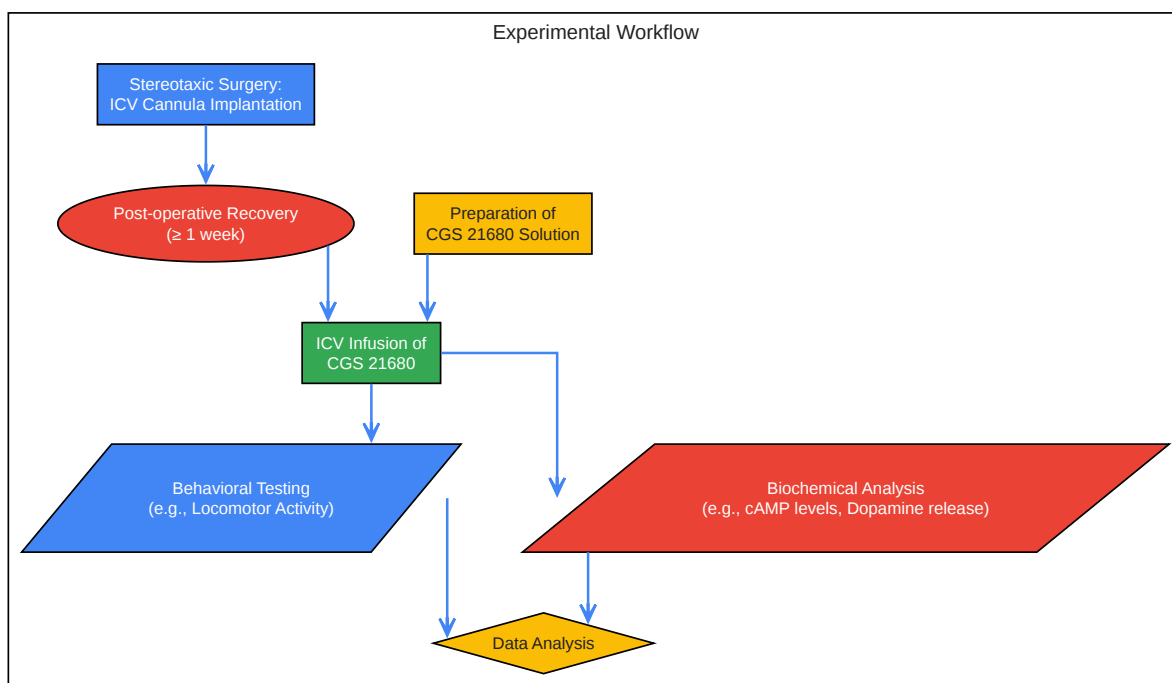 Experimental Workflow
Stereotaxic Surgery:
ICV Cannula Implantation
Post-operative Recovery
(≥ 1 week)
Preparation of
CGS 21680 Solution
ICV Infusion of
CGS 21680
Behavioral Testing
(e.g., Locomotor Activity)
Biochemical Analysis
(e.g., cAMP levels, Dopamine release)
Data Analysis